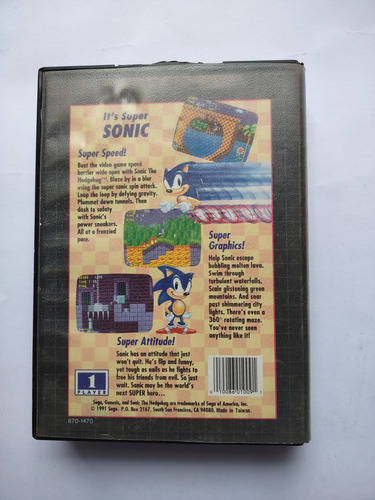 It's Super
SONIC
Super Speed!
Bust the video game speed
barrier wide open with Sonic The
Hedgehog™. Blaze by in a blur
using the super sonic spin attack.
Loop the loop by defying gravity.
Plummet down tunnels. Then
dash to safety
with Sonic's
power sneakers.
All at a frenzied
pace.
Super
Graphics!
Help Sonic escape
bubbling molten lava.
Swim through
turbulent waterfalls.
Scale glistening green
mountains. And soar
past shimmering city
lights. There's even a
360° rotating maze.
You've never seen
anything like it!
Super Attitude!
Sonic has an attitude that just
won't quit. He's flip and funny,
yet tough as nails as he fights to
free his friends from evil. So just
wait. Sonic may be the world's
next SUPER hero...
1
PLAYER
Sega, Genesis, and Sonic The Hedgehog are trademarks of Sega of America, Inc.
© 1991 Sega. P.O. Box 2167, South San Francisco, CA 94080. Made in Taiwan.
670-1470